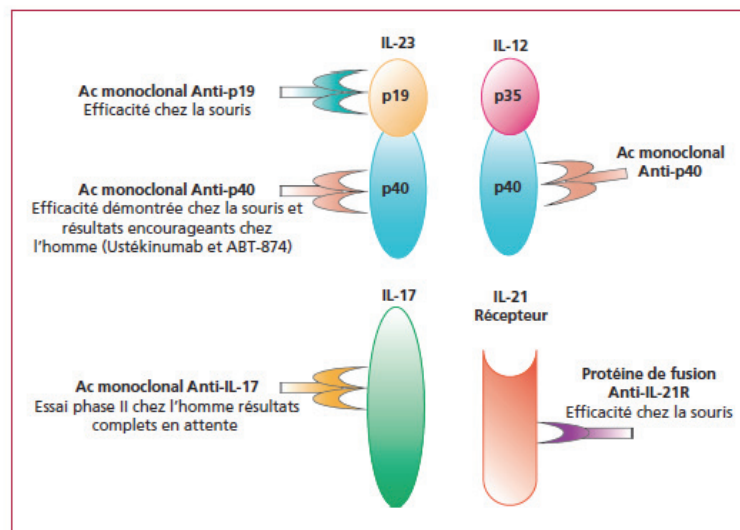 IL-23
IL-12
Ac monoclonal Anti-p19
Efficacité chez la souris
p19
p35
Ac monoclonal Anti-p40
Efficacité démontrée chez la souris et
résultats encourageants chez
l'homme (Ustékinumab et ABT-874)
p40
p40
Ac monoclonal
Anti-p40
IL-17
IL-21
Récepteur
Ac monoclonal Anti-IL-17
Essai phase II chez l'homme résultats
complets en attente
Protéine de fusion
Anti-IL-21R
Efficacité chez la souris